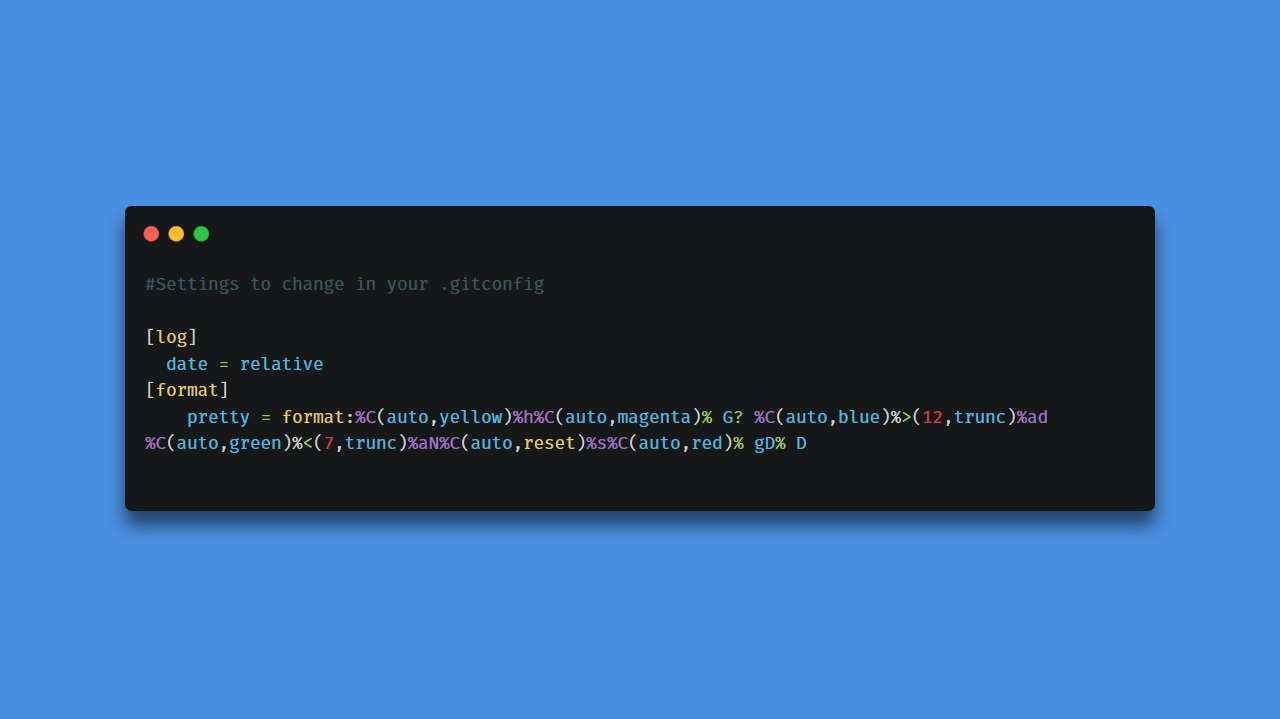 #Settings to change in your .gitconfig
[log]
date = relative
[format]
pretty = format:%C(auto,yellow)%h%C(auto,magenta)% G? %C(auto,blue)%>(12,trunc)%ad
%C(auto,green)%<(7,trunc)%aN%C(auto,reset)%s%C(auto,red)% gD% D